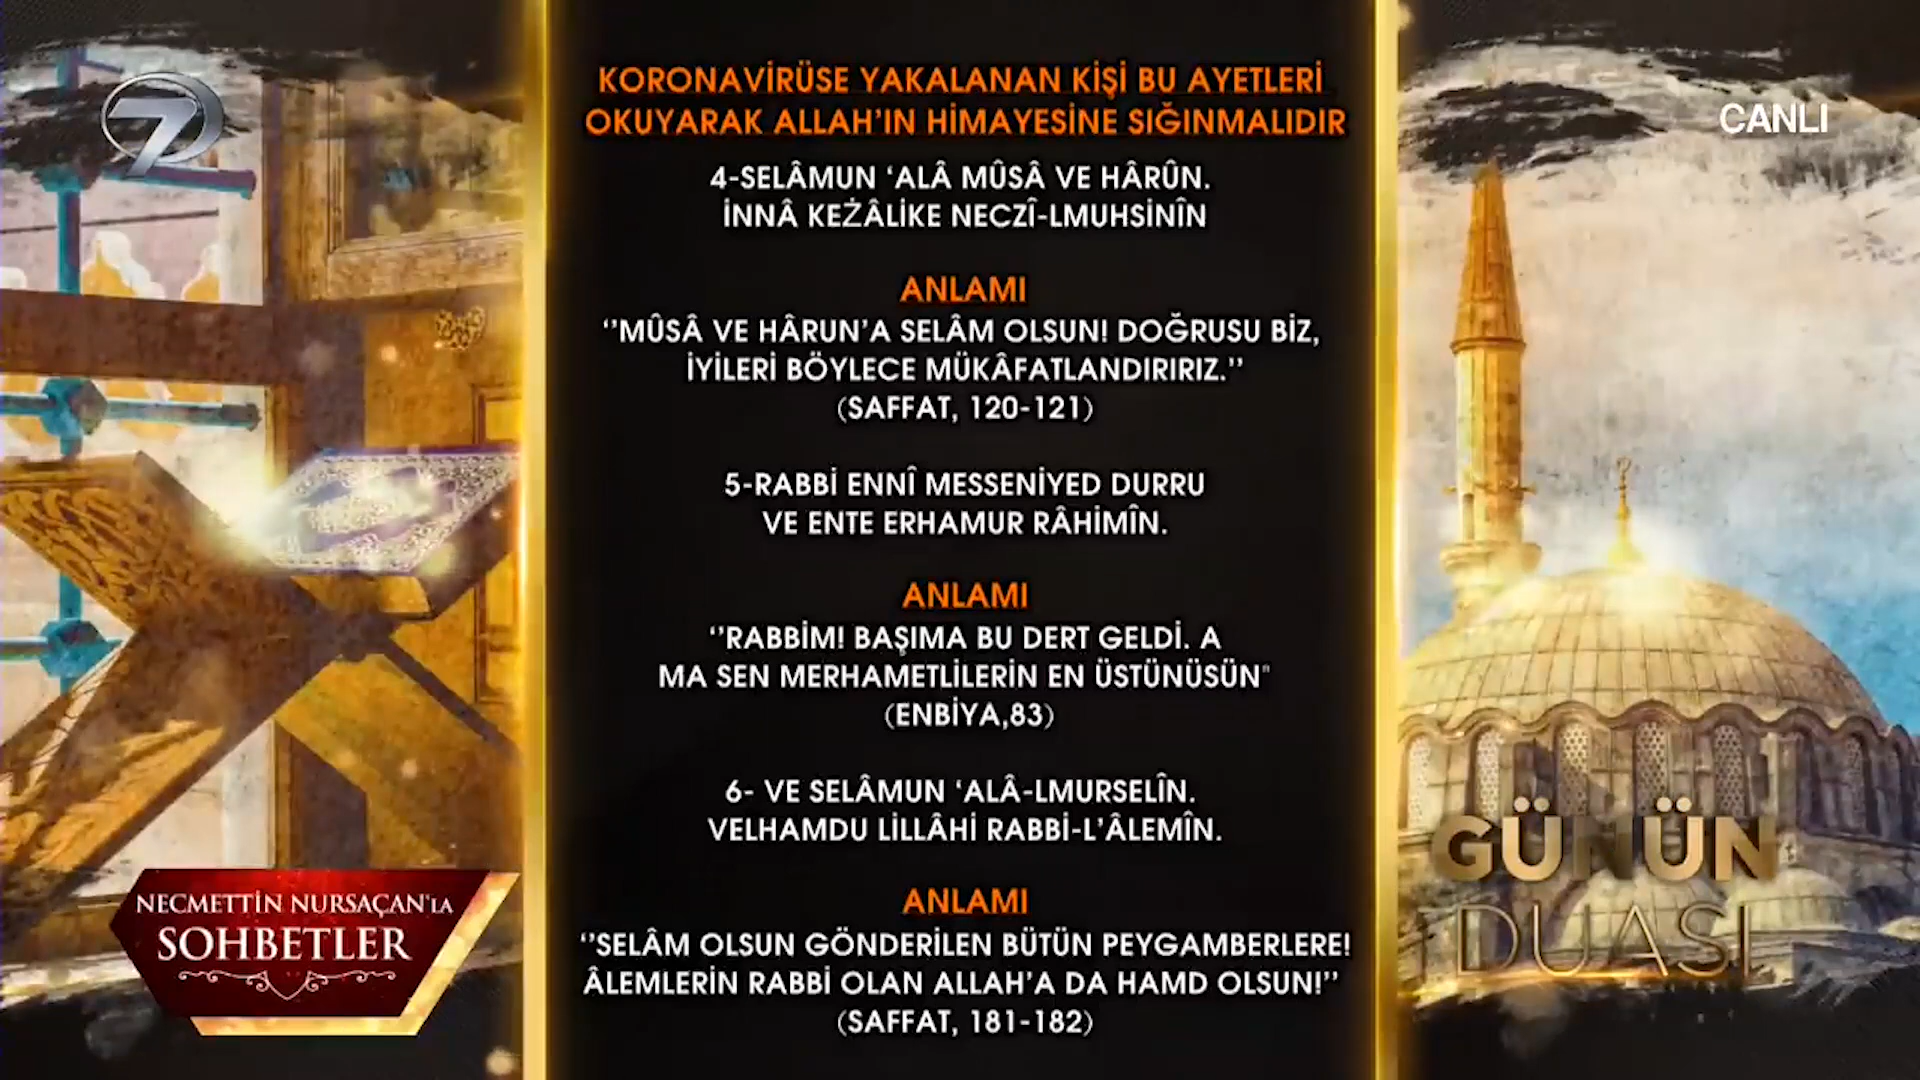 7
CANLI
KORONAVİRÜSE YAKALANAN KİŞİ BU AYETLERİ
OKUYARAK ALLAH'IN HİMAYESİNE SIĞINMALIDIR
4-SELÂMUN ‘ALÂ MÛSÂ VE HÂRÛN.
İNNÂ KEŻÂLİKE NECZÎ-LMUHSİNÎN
ANLAMI
‘’MÛSÂ VE HÂRUN’A SELÂM OLSUN! DOĞRUSU BİZ,
İYİLERİ BÖYLECE MÜKÂFATLANDIRIRIZ.’’
(SAFFAT, 120-121)
5-RABBİ ENNÎ MESSENİYED DURRU
VE ENTE ERHAMUR RÂHİMÎN.
ANLAMI
‘’RABBİM! BAŞIMA BU DERT GELDİ. A
MA SEN MERHAMETLİLERİN EN ÜSTÜNÜSÜN"
(ENBİYA,83)
6- VE SELÂMUN ‘ALÂ-LMURSELÎN.
VELHAMDU LİLLÂHİ RABBİ-L’ÂLEMÎN.
ANLAMI
‘’SELÂM OLSUN GÖNDERİLEN BÜTÜN PEYGAMBERLERE!
ÂLEMLERİN RABBİ OLAN ALLAH’A DA HAMD OLSUN!’’
(SAFFAT, 181-182)
NECMETTİN NURSAÇAN'LA
SOHBETLER
GÜNÜN
DUASI